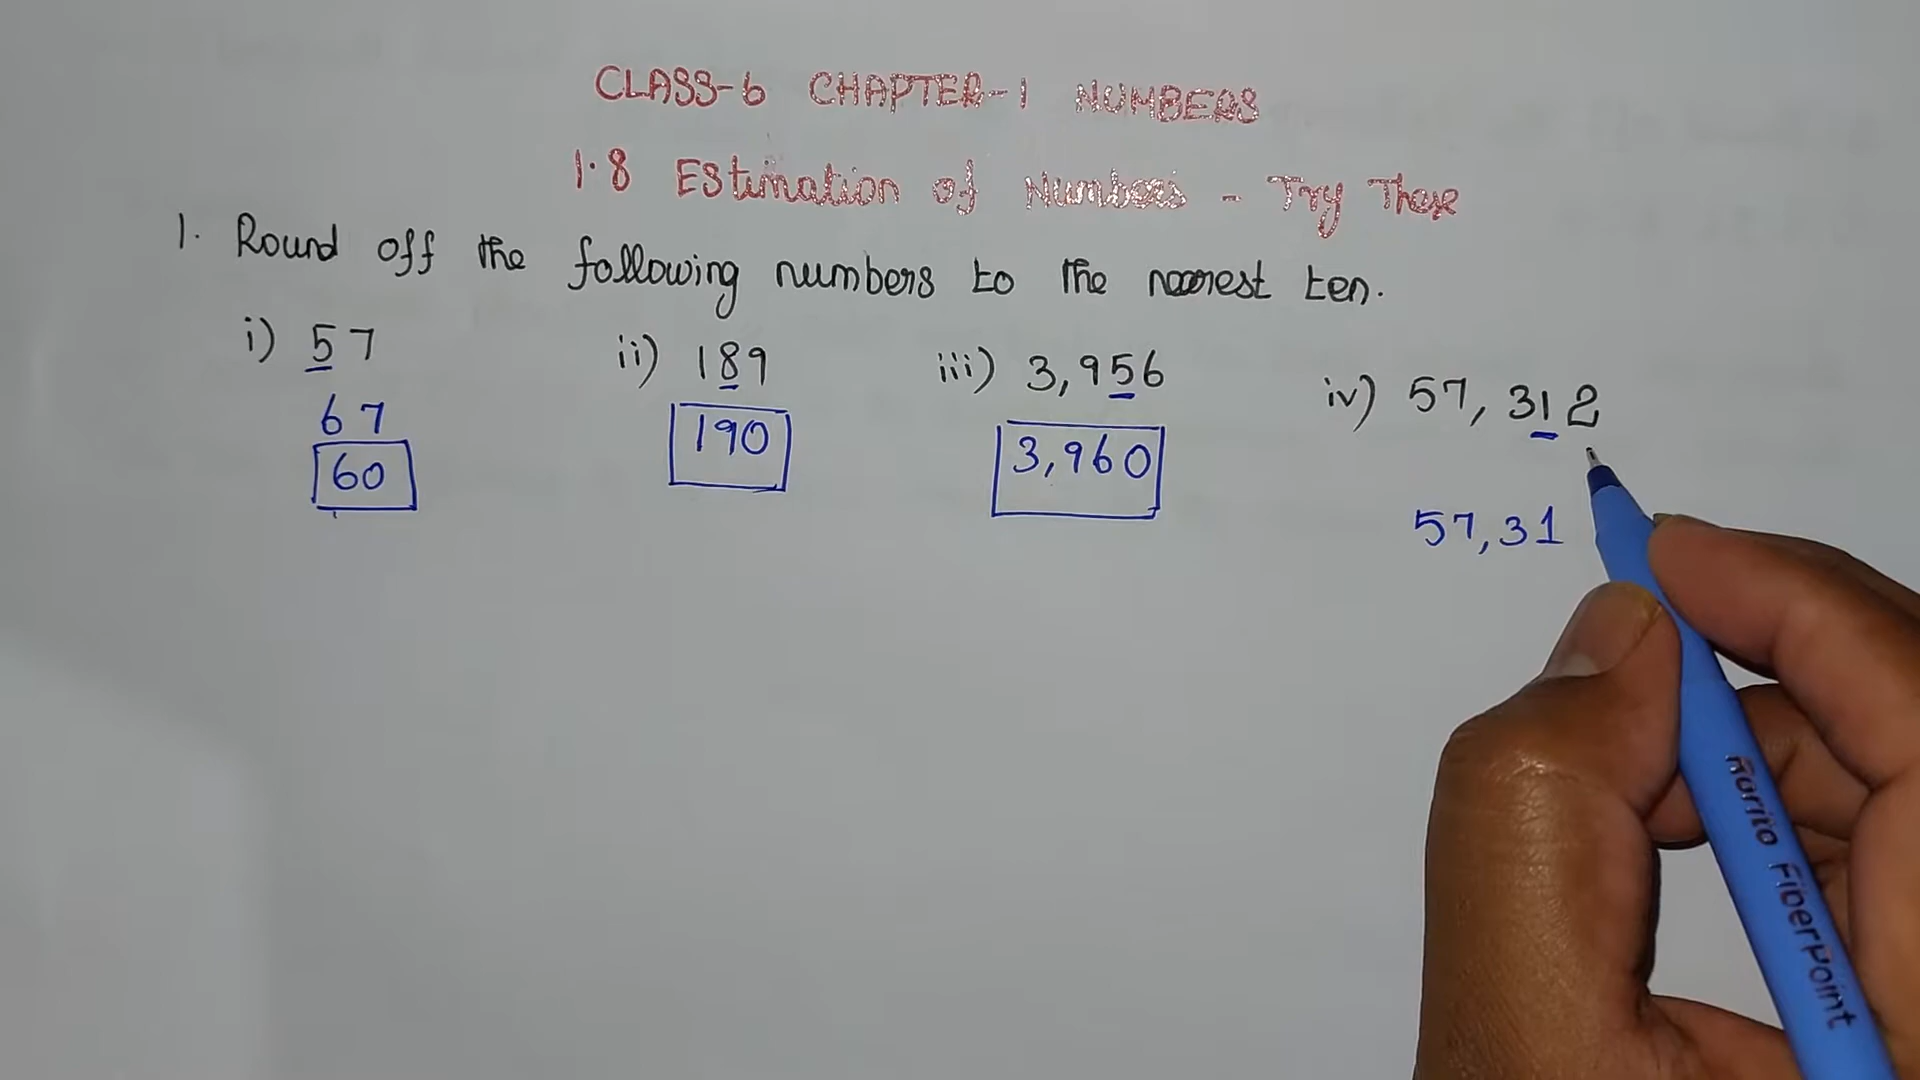 CLASS-6 CHAPTER-1 NUMBERS
1.8 Estimation of Numbers - Try These
1. Round off the following numbers to the nearest ten.
i) 57 ii) 189 iii) 3,956 iv) 57,312
67 190 3,960 57,31
60
Rorito FiberPoint